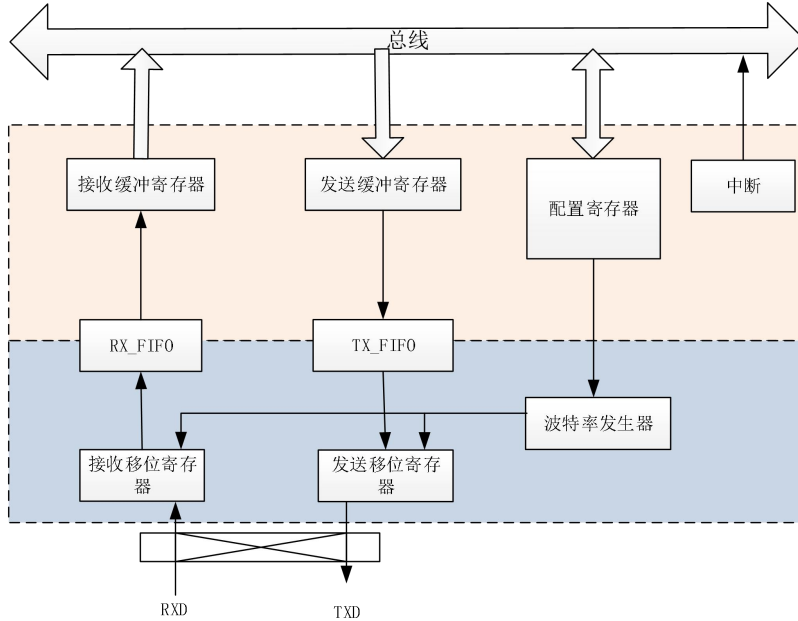 总线
接收缓冲寄存器
发送缓冲寄存器
配置寄存器
中断
RX_FIFO
TX_FIFO
波特率发生器
接收移位寄存
器
发送移位寄存
器
RXD
TXD